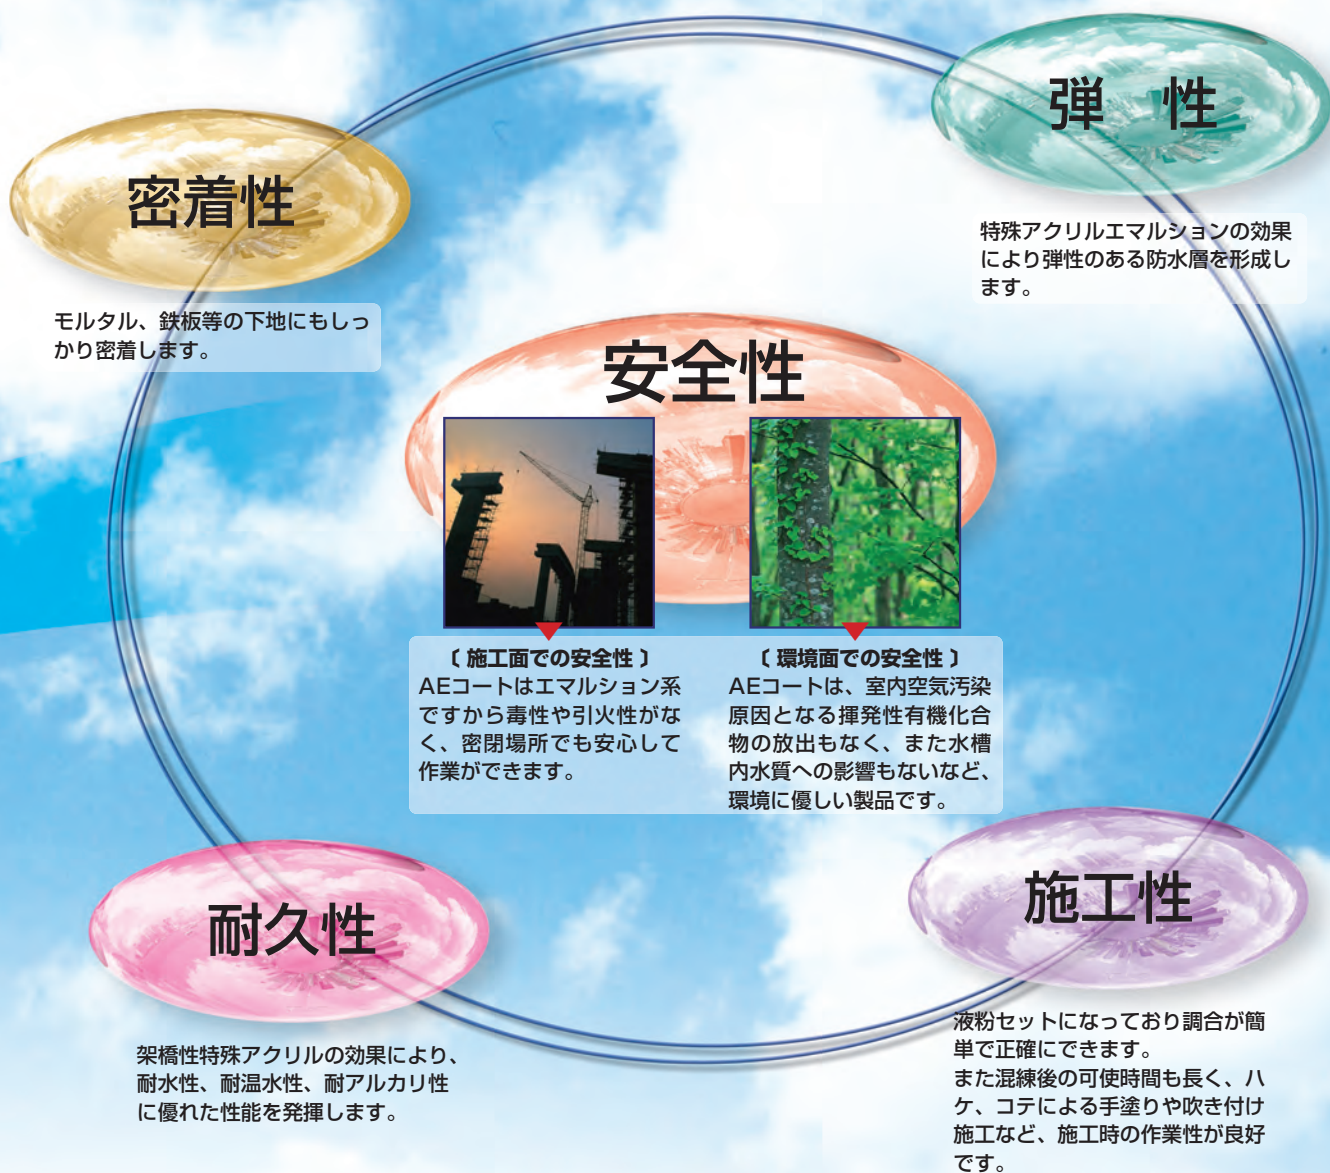 密着性
モルタル、鉄板等の下地にもしっ
かり密着します。
弾 性
特殊アクリルエマルションの効果
により弾性のある防水層を形成し
ます。
安全性
〔 施工面での安全性 〕
AEコートはエマルション系
ですから毒性や引火性がな
く、密閉場所でも安心して
作業ができます。
〔 環境面での安全性 〕
AEコートは、室内空気汚染
原因となる揮発性有機化合
物の放出もなく、また水槽
内水質への影響もないなど、
環境に優しい製品です。
耐久性
架橋性特殊アクリルの効果により、
耐水性、耐温水性、耐アルカリ性
に優れた性能を発揮します。
施工性
液粉セットになっており調合が簡
単で正確にできます。
また混練後の可使時間も長く、ハ
ケ、コテによる手塗りや吹き付け
施工など、施工時の作業性が良好
です。